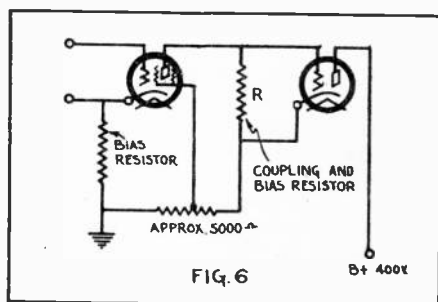 R
BIAS
RESISTOR
COUPLING AND
BIAS RESISTOR
APPROX. 5000 Ω
B+ 400V
FIG. 6